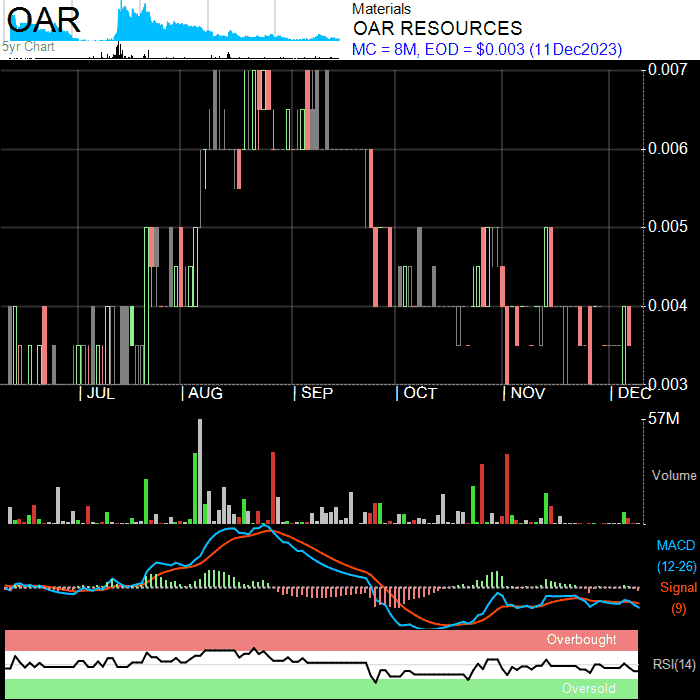 OAR
5yr Chart
Materials
OAR RESOURCES
MC = 8M, EOD = $0.003 (11Dec2023)
0.007
0.006
0.005
0.004
0.003
| JUL | AUG | SEP | OCT | NOV | DEC
57M
Volume
MACD
(12-26)
Signal
(9)
Overbought
RSI(14)
Oversold